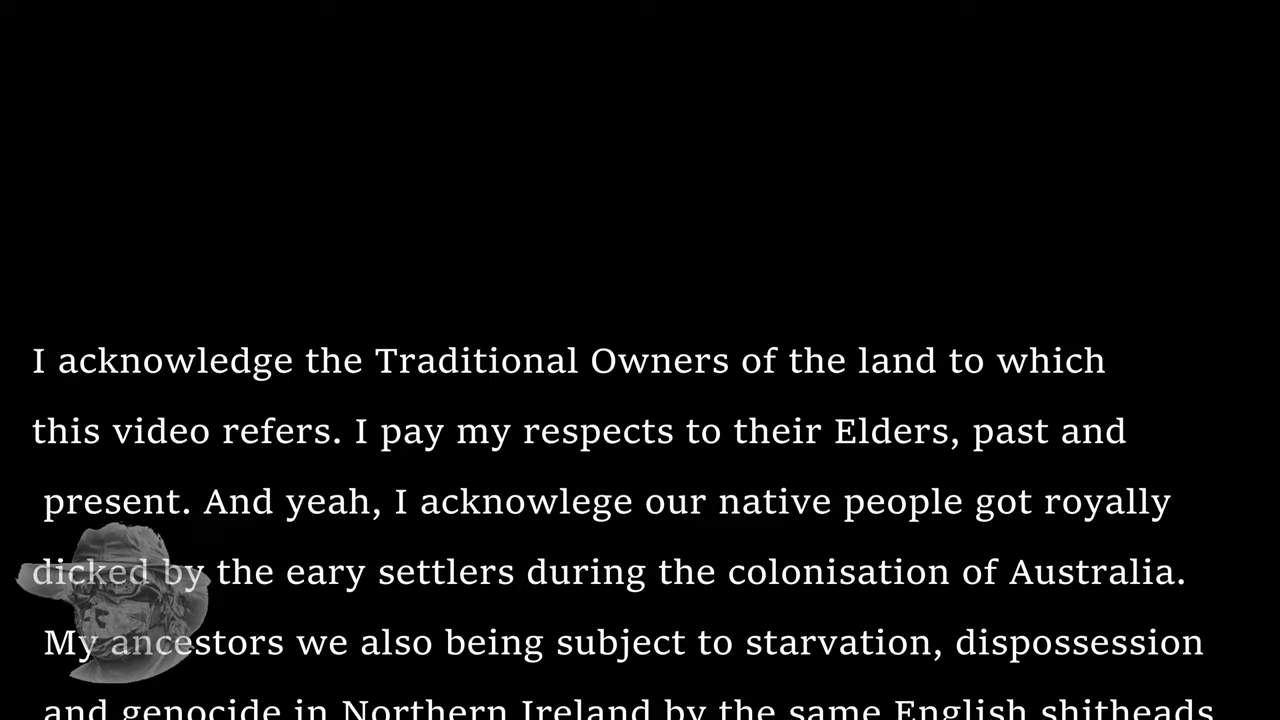 I acknowledge the Traditional Owners of the land to which
this video refers. I pay my respects to their Elders, past and
present. And yeah, I acknowlege our native people got royally
dicked by the eary settlers during the colonisation of Australia.
My ancestors we also being subject to starvation, dispossession
and genocide in Northern Ireland by the same English shitheads